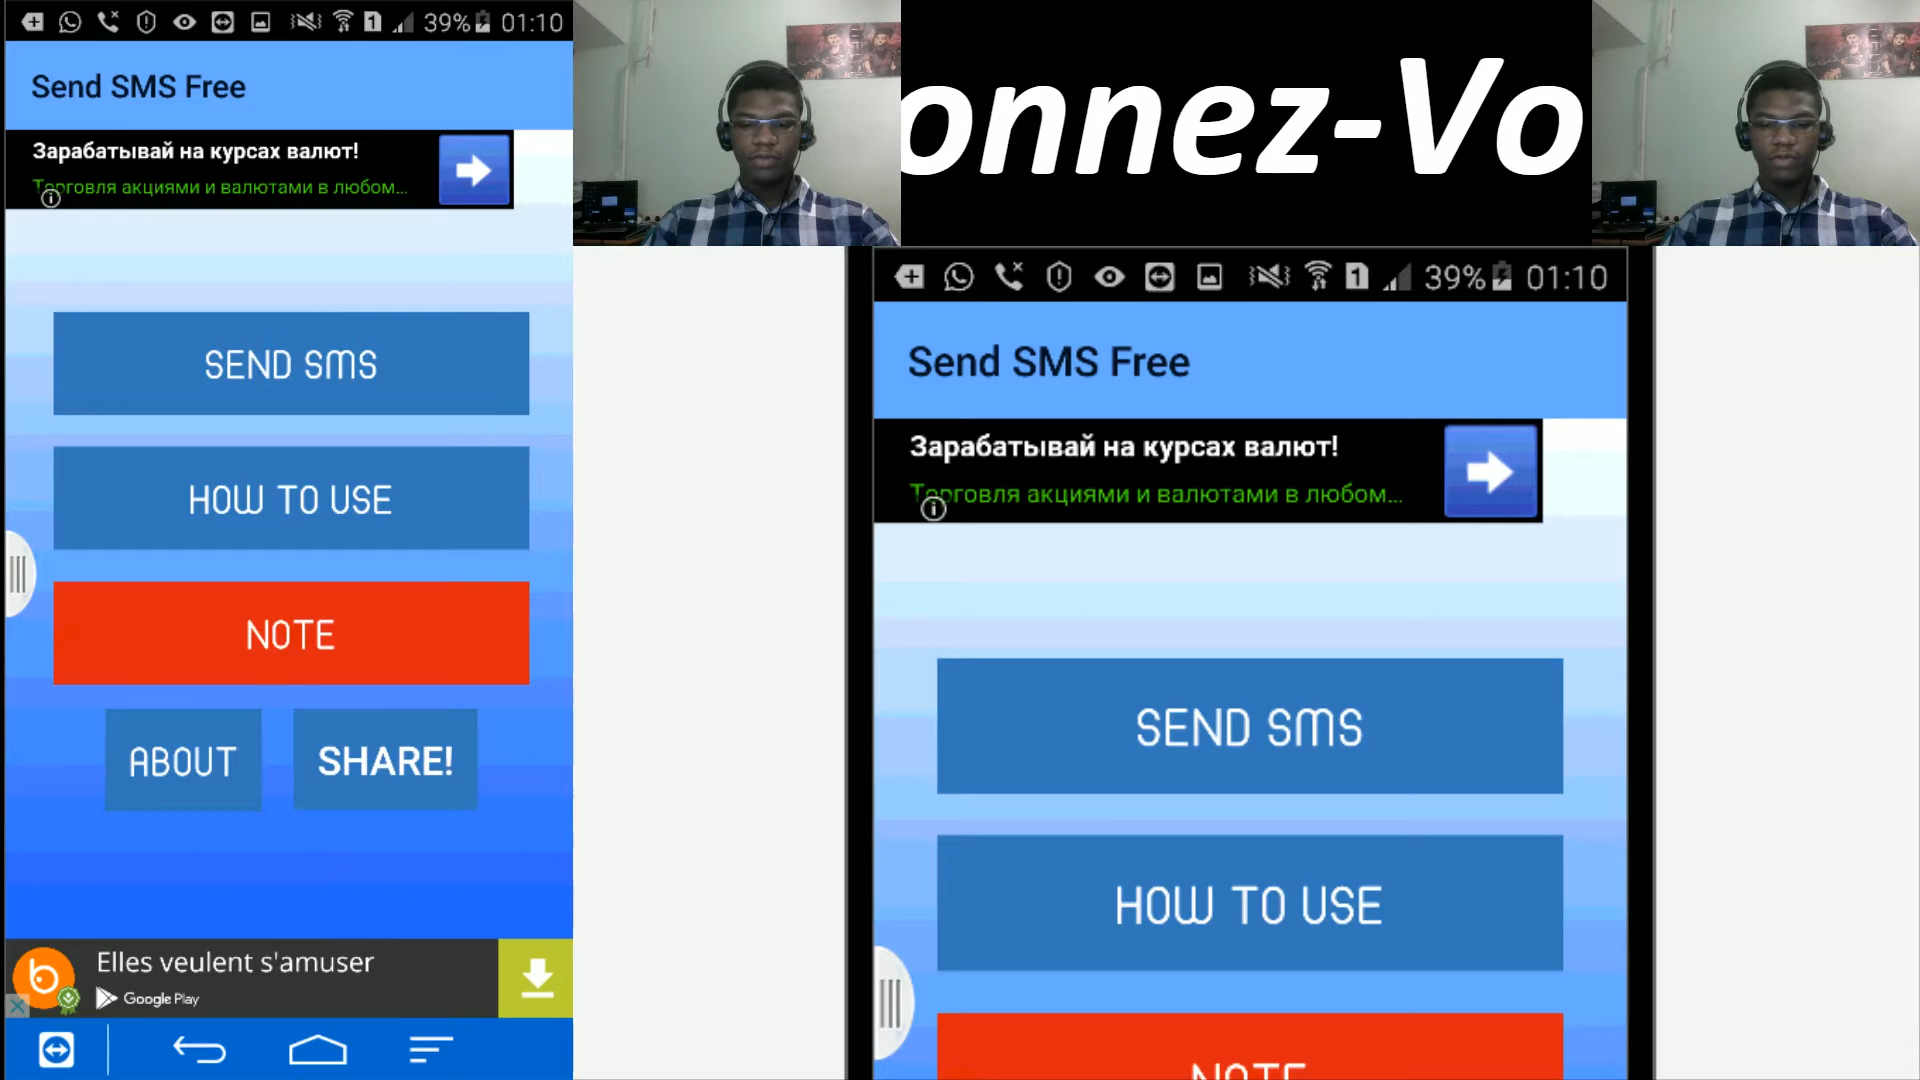 39% 01:10
Send SMS Free
Зарабатывай на курсах валют!
Торговля акциями и валютами в любом...
SEND SMS
HOW TO USE
NOTE
ABOUT
SHARE!
Elles veulent s'amuser
Google Play
onnez-Vo
1 39% 01:10
Send SMS Free
Зарабатывай на курсах валют!
Торговля акциями и валютами в любом...
SEND SMS
HOW TO USE
NOTE